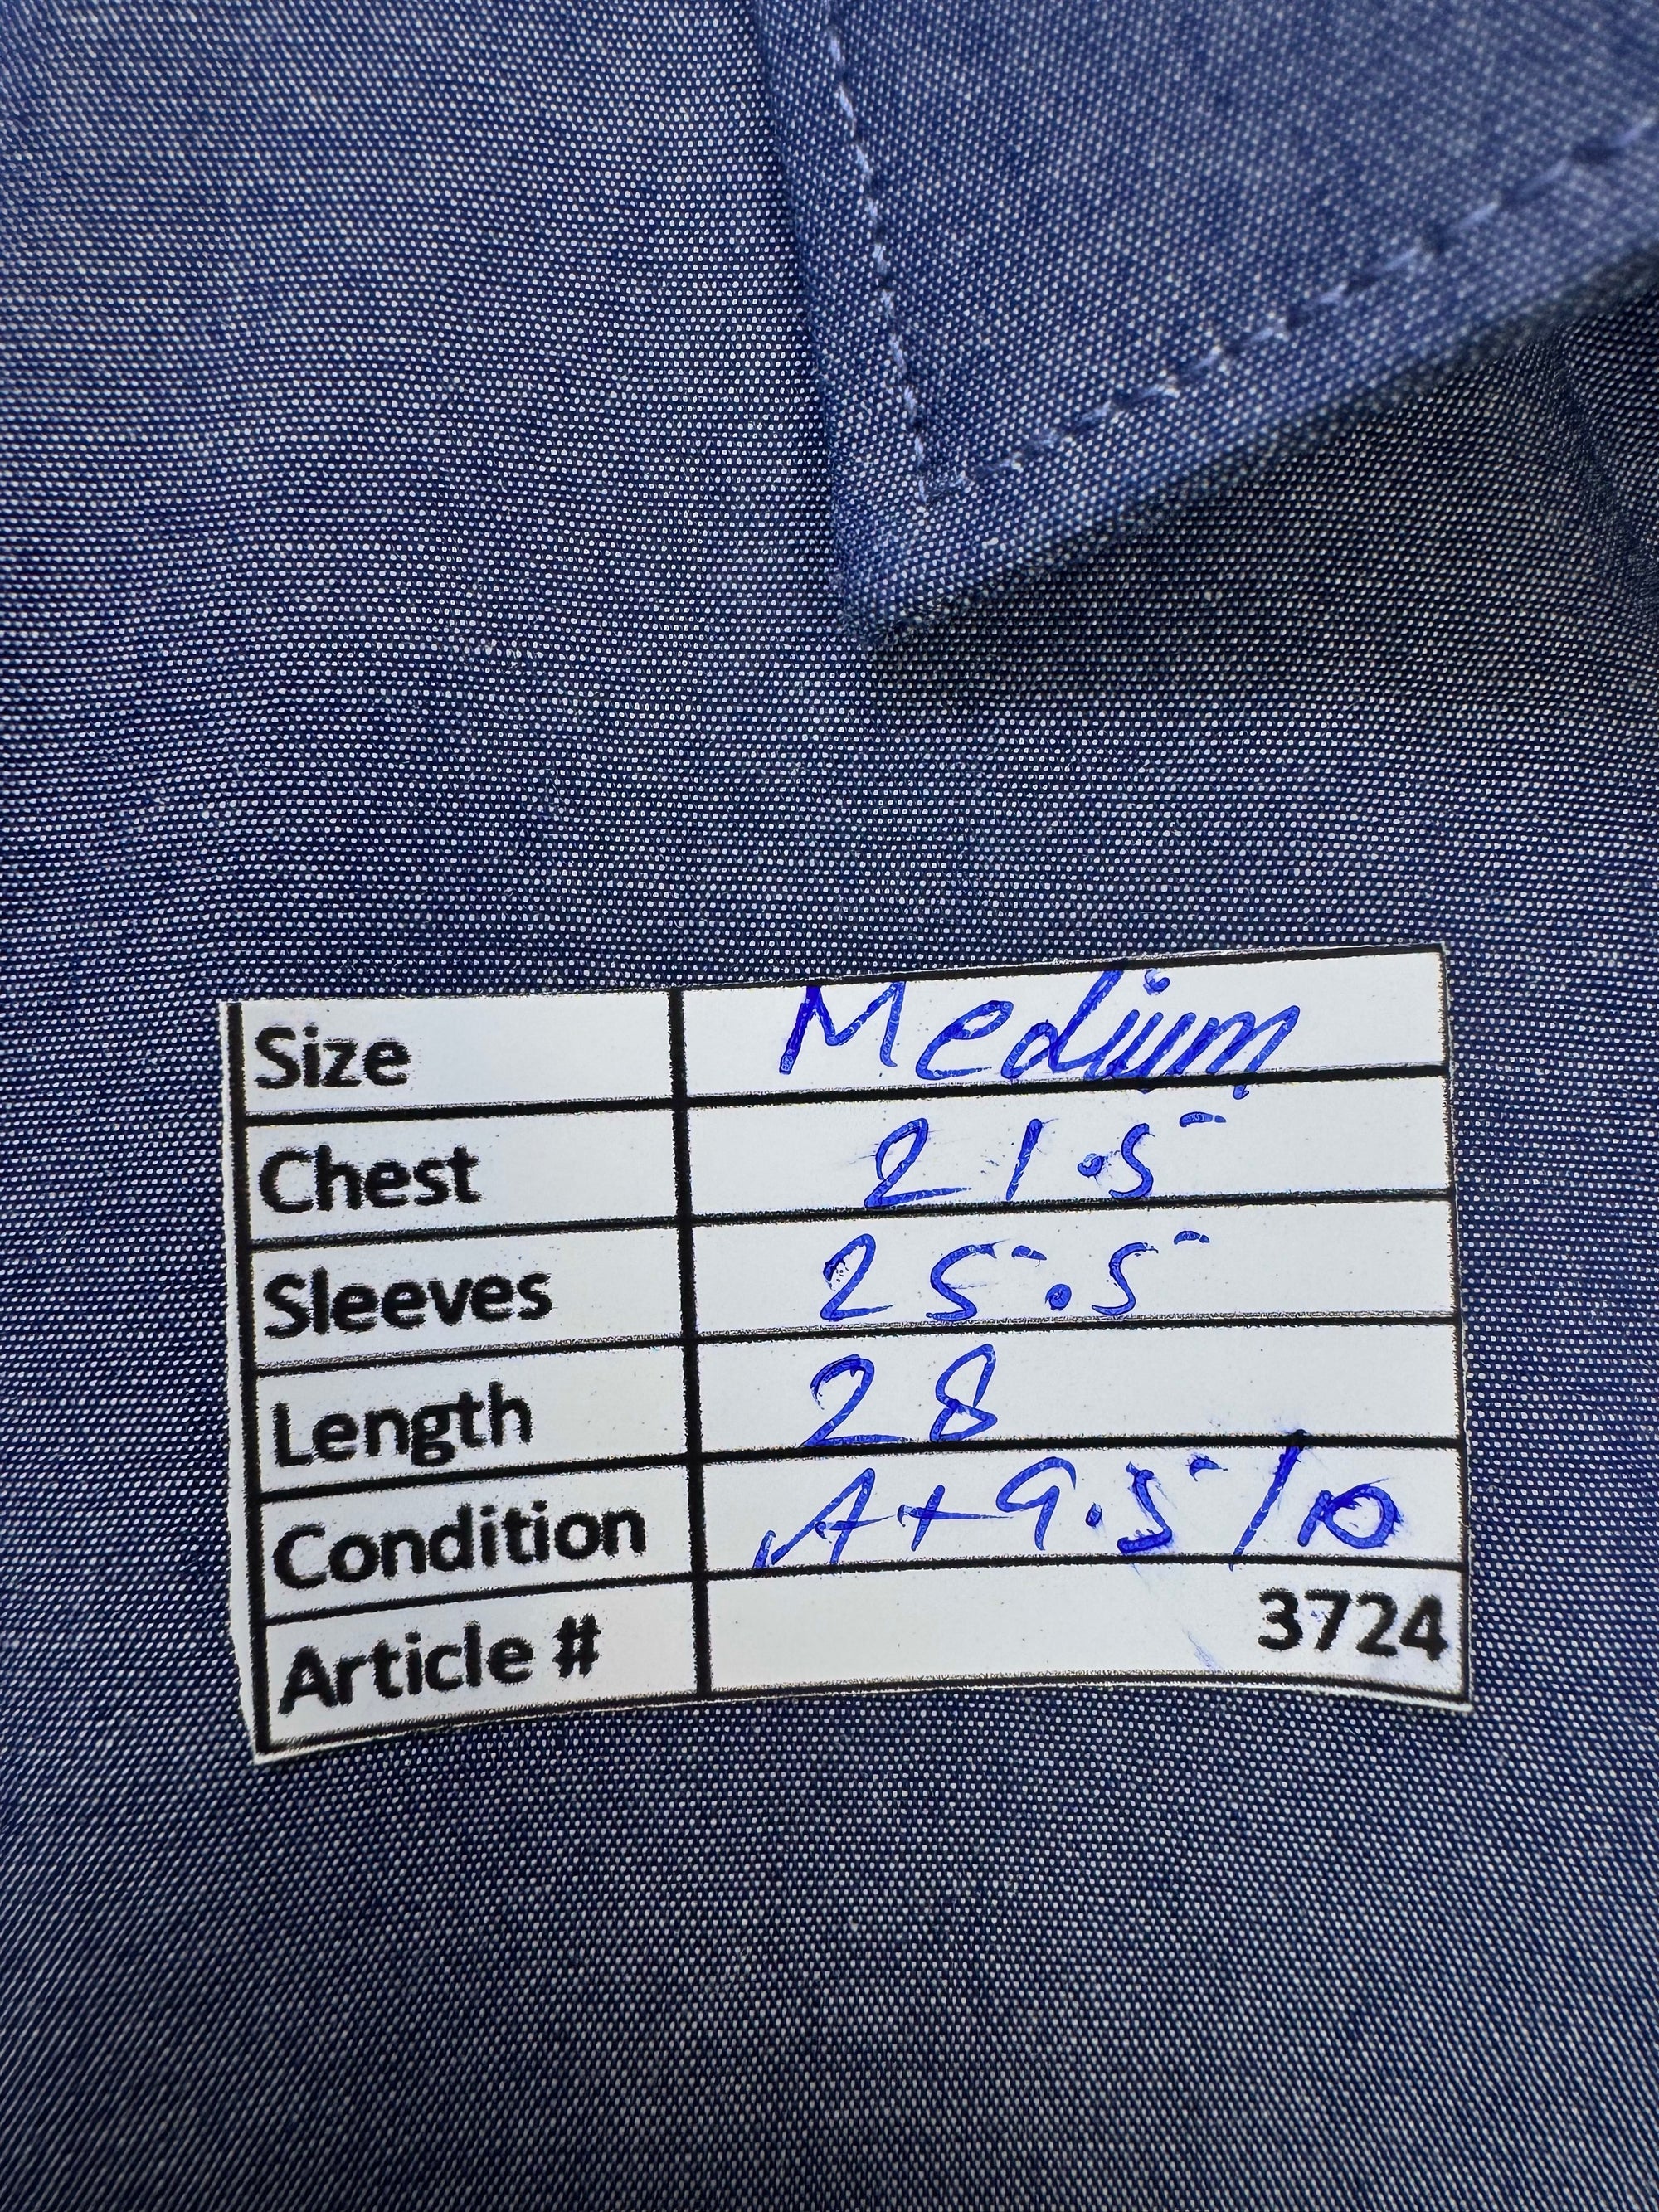 Size Medium
Chest 21.5
Sleeves 25.5
Length 28
Condition A+ 9.5/10
Article # 3724